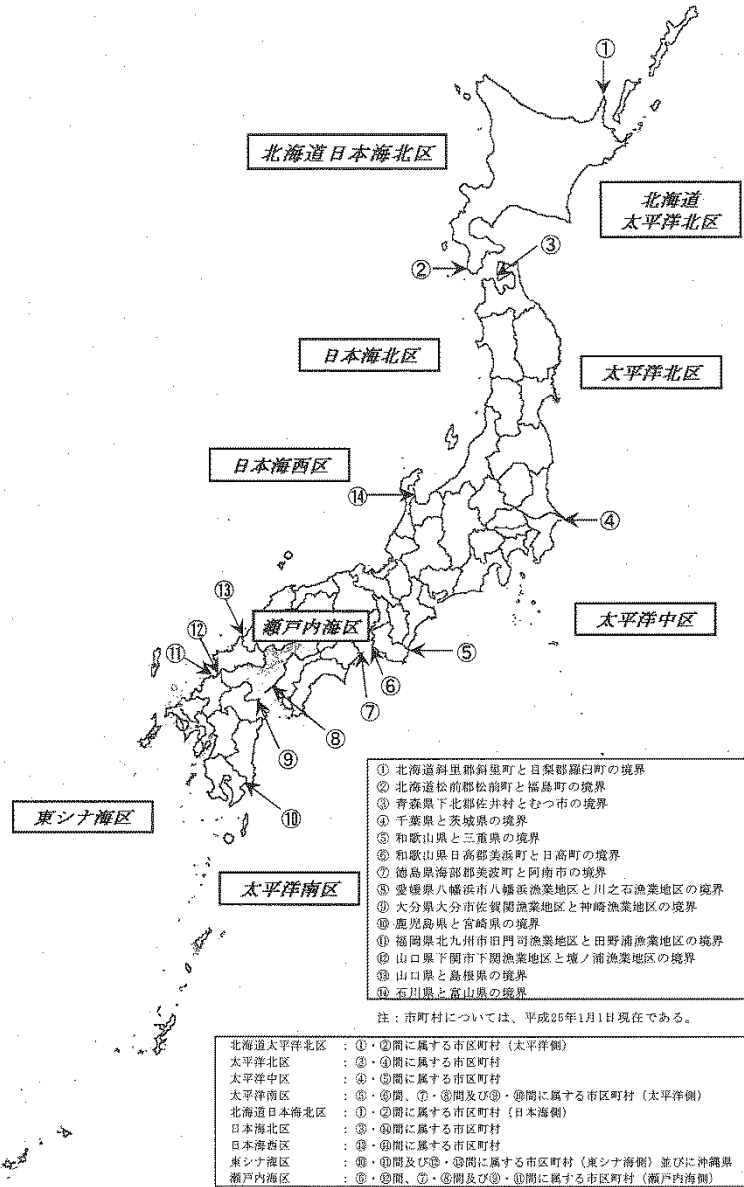 ①
北海道日本海北区
北海道
太平洋北区
③
②
日本海北区
太平洋北区
日本海西区
⑭
④
⑬
瀬戸内海区
太平洋中区
⑫
⑪
⑤
⑥
⑦
⑧
⑨
⑩
東シナ海区
太平洋南区
① 北海道斜里郡斜里町と目梨郡羅臼町の境界
② 北海道松前郡松前町と福島町の境界
③ 青森県下北郡佐井村とむつ市の境界
④ 千葉県と茨城県の境界
⑤ 和歌山県と三重県の境界
⑥ 和歌山県日高郡美浜町と日高町の境界
⑦ 徳島県海部郡美波町と阿南市の境界
⑧ 愛媛県八幡浜市八幡浜漁業地区と川之石漁業地区の境界
⑨ 大分県大分市佐賀関漁業地区と神崎漁業地区の境界
⑩ 鹿児島県と宮崎県の境界
⑪ 福岡県北九州市旧門司漁業地区と田野浦漁業地区の境界
⑫ 山口県下関市下関漁業地区と壇ノ浦漁業地区の境界
⑬ 山口県と島根県の境界
⑭ 石川県と富山県の境界
注：市町村については、平成25年1月1日現在である。
北海道太平洋北区 ：①・②間に属する市区町村（太平洋側）
太平洋北区 ：③・④間に属する市区町村
太平洋中区 ：④・⑤間に属する市区町村
太平洋南区 ：⑤・⑥間、⑦・⑧間及び⑨・⑩間に属する市区町村（太平洋側）
北海道日本海北区 ：①・②間に属する市区町村（日本海側）
日本海北区 ：③・⑭間に属する市区町村
日本海西区 ：⑬・⑭間に属する市区町村
東シナ海区 ：⑩・⑪間及び⑫・⑬間に属する市区町村（東シナ海側）並びに沖縄県
瀬戸内海区 ：⑥・⑫間、⑦・⑧間及び⑨・⑪間に属する市区町村（瀬戸内海側）